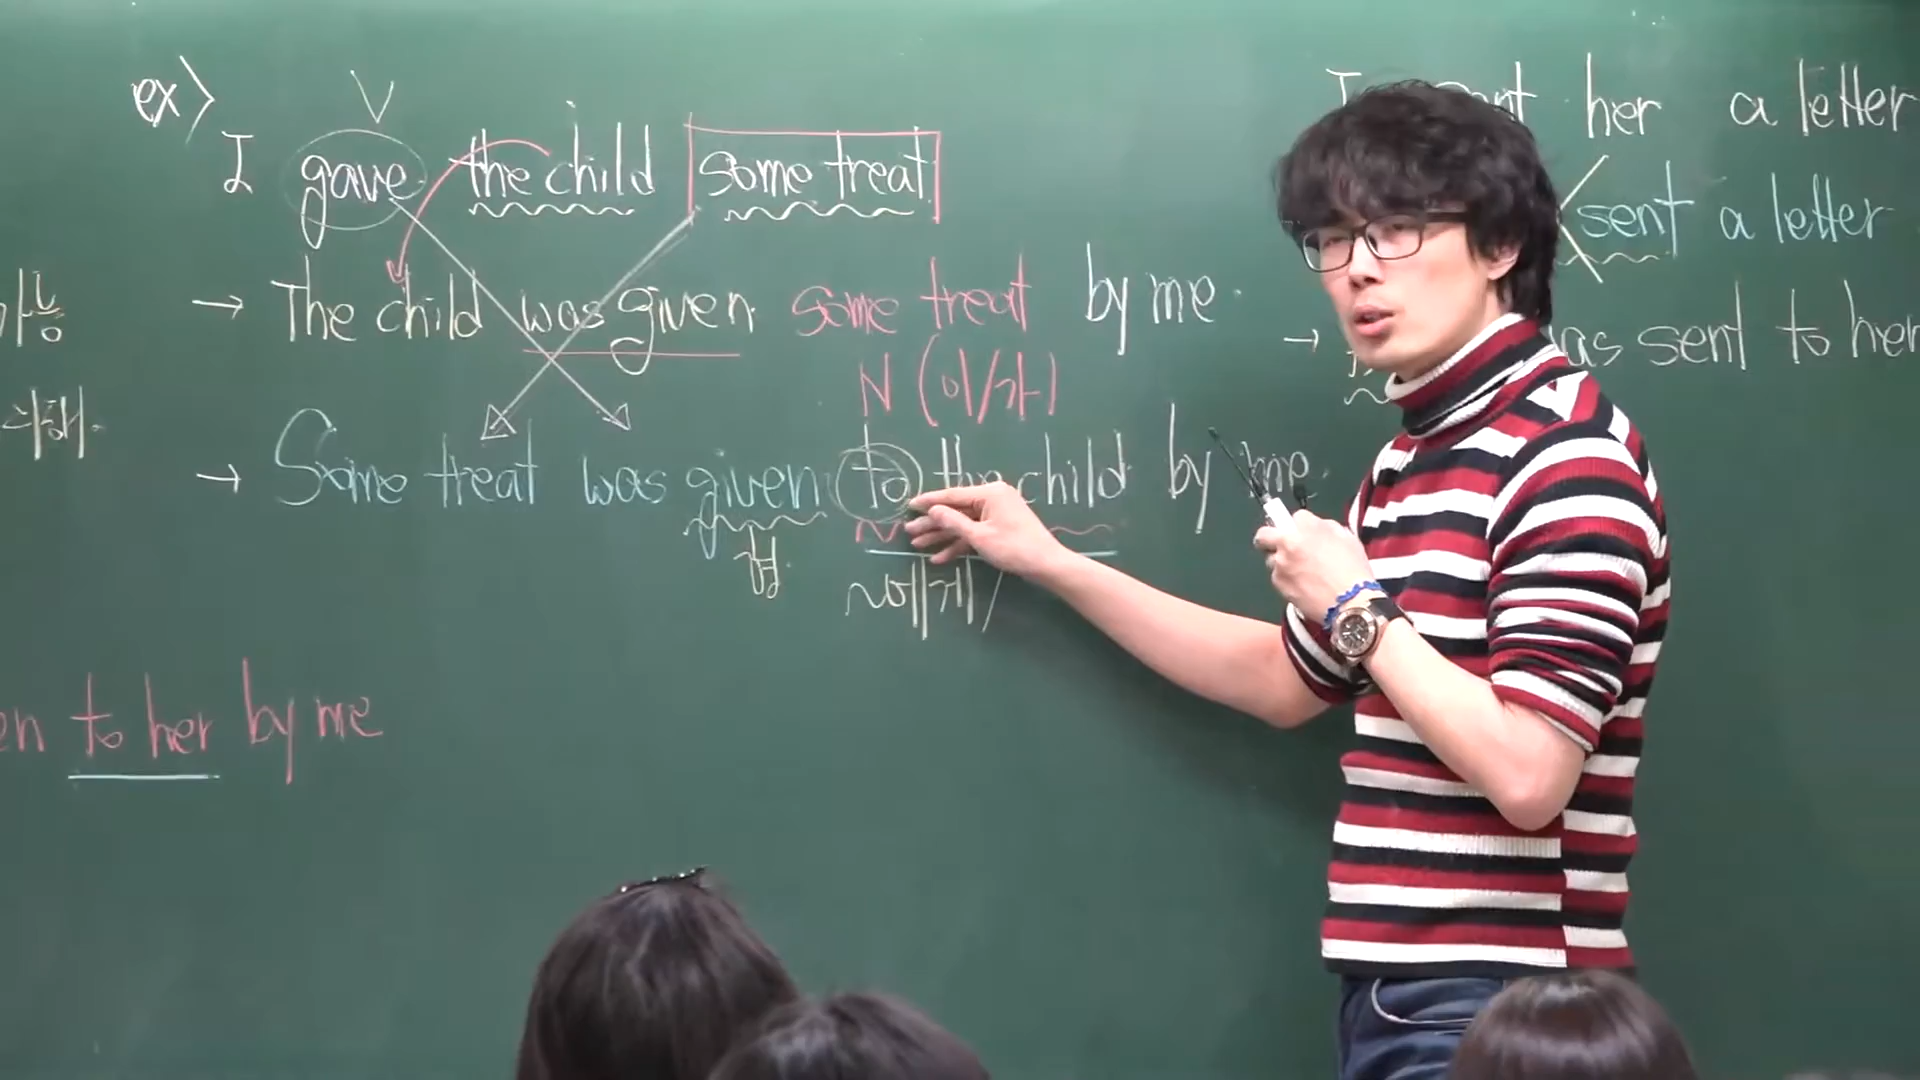 ex〉
V
I gave the child some treat
→ The child was given some treat by me.
N (이/가)
→ Some treat was given to the child by me.
~에게
en to her by me
her a letter
sent a letter
→ as sent to her